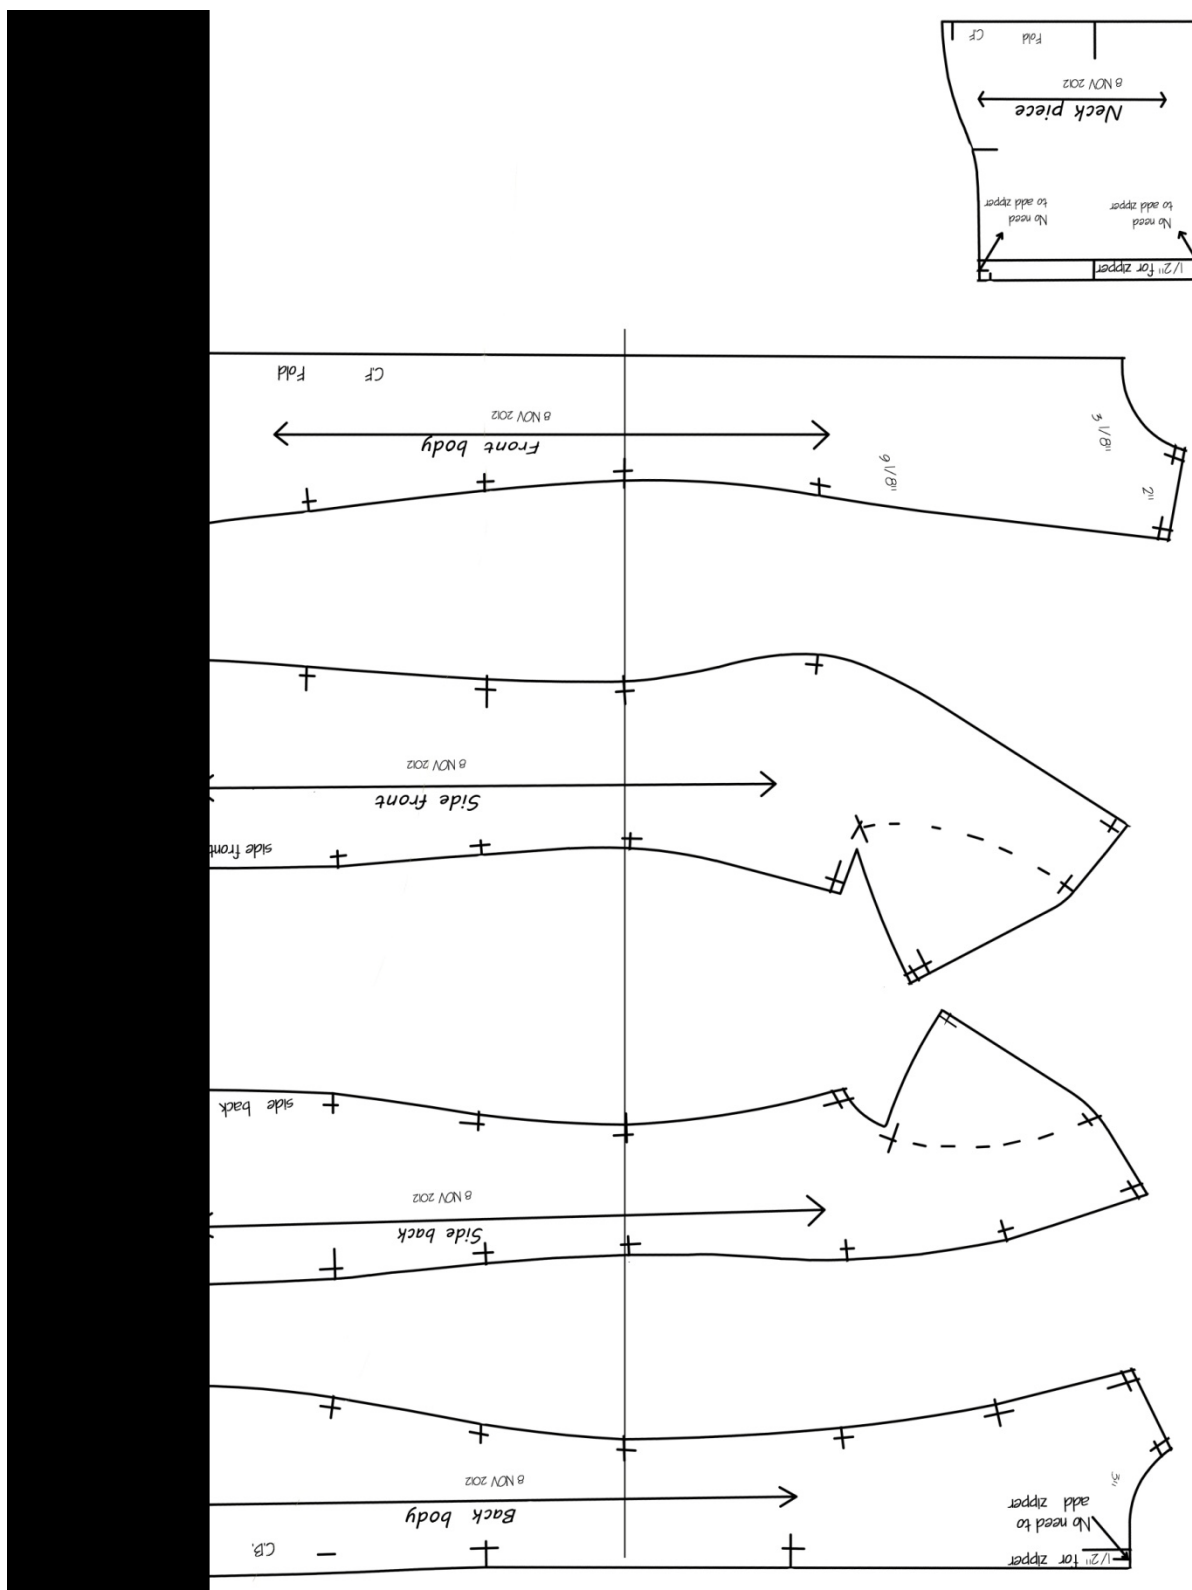 CF Fold
8 NOV 2012
Neck piece
No need
to add zipper
No need
to add zipper
1/2" for zipper
CF Fold
8 NOV 2012
Front body
3 1/8"
9 1/8"
2"
8 NOV 2012
Side front
side front
side back
8 NOV 2012
Side back
8 NOV 2012
Back body
C.B.
3"
No need to
add zipper
1/2" for zipper